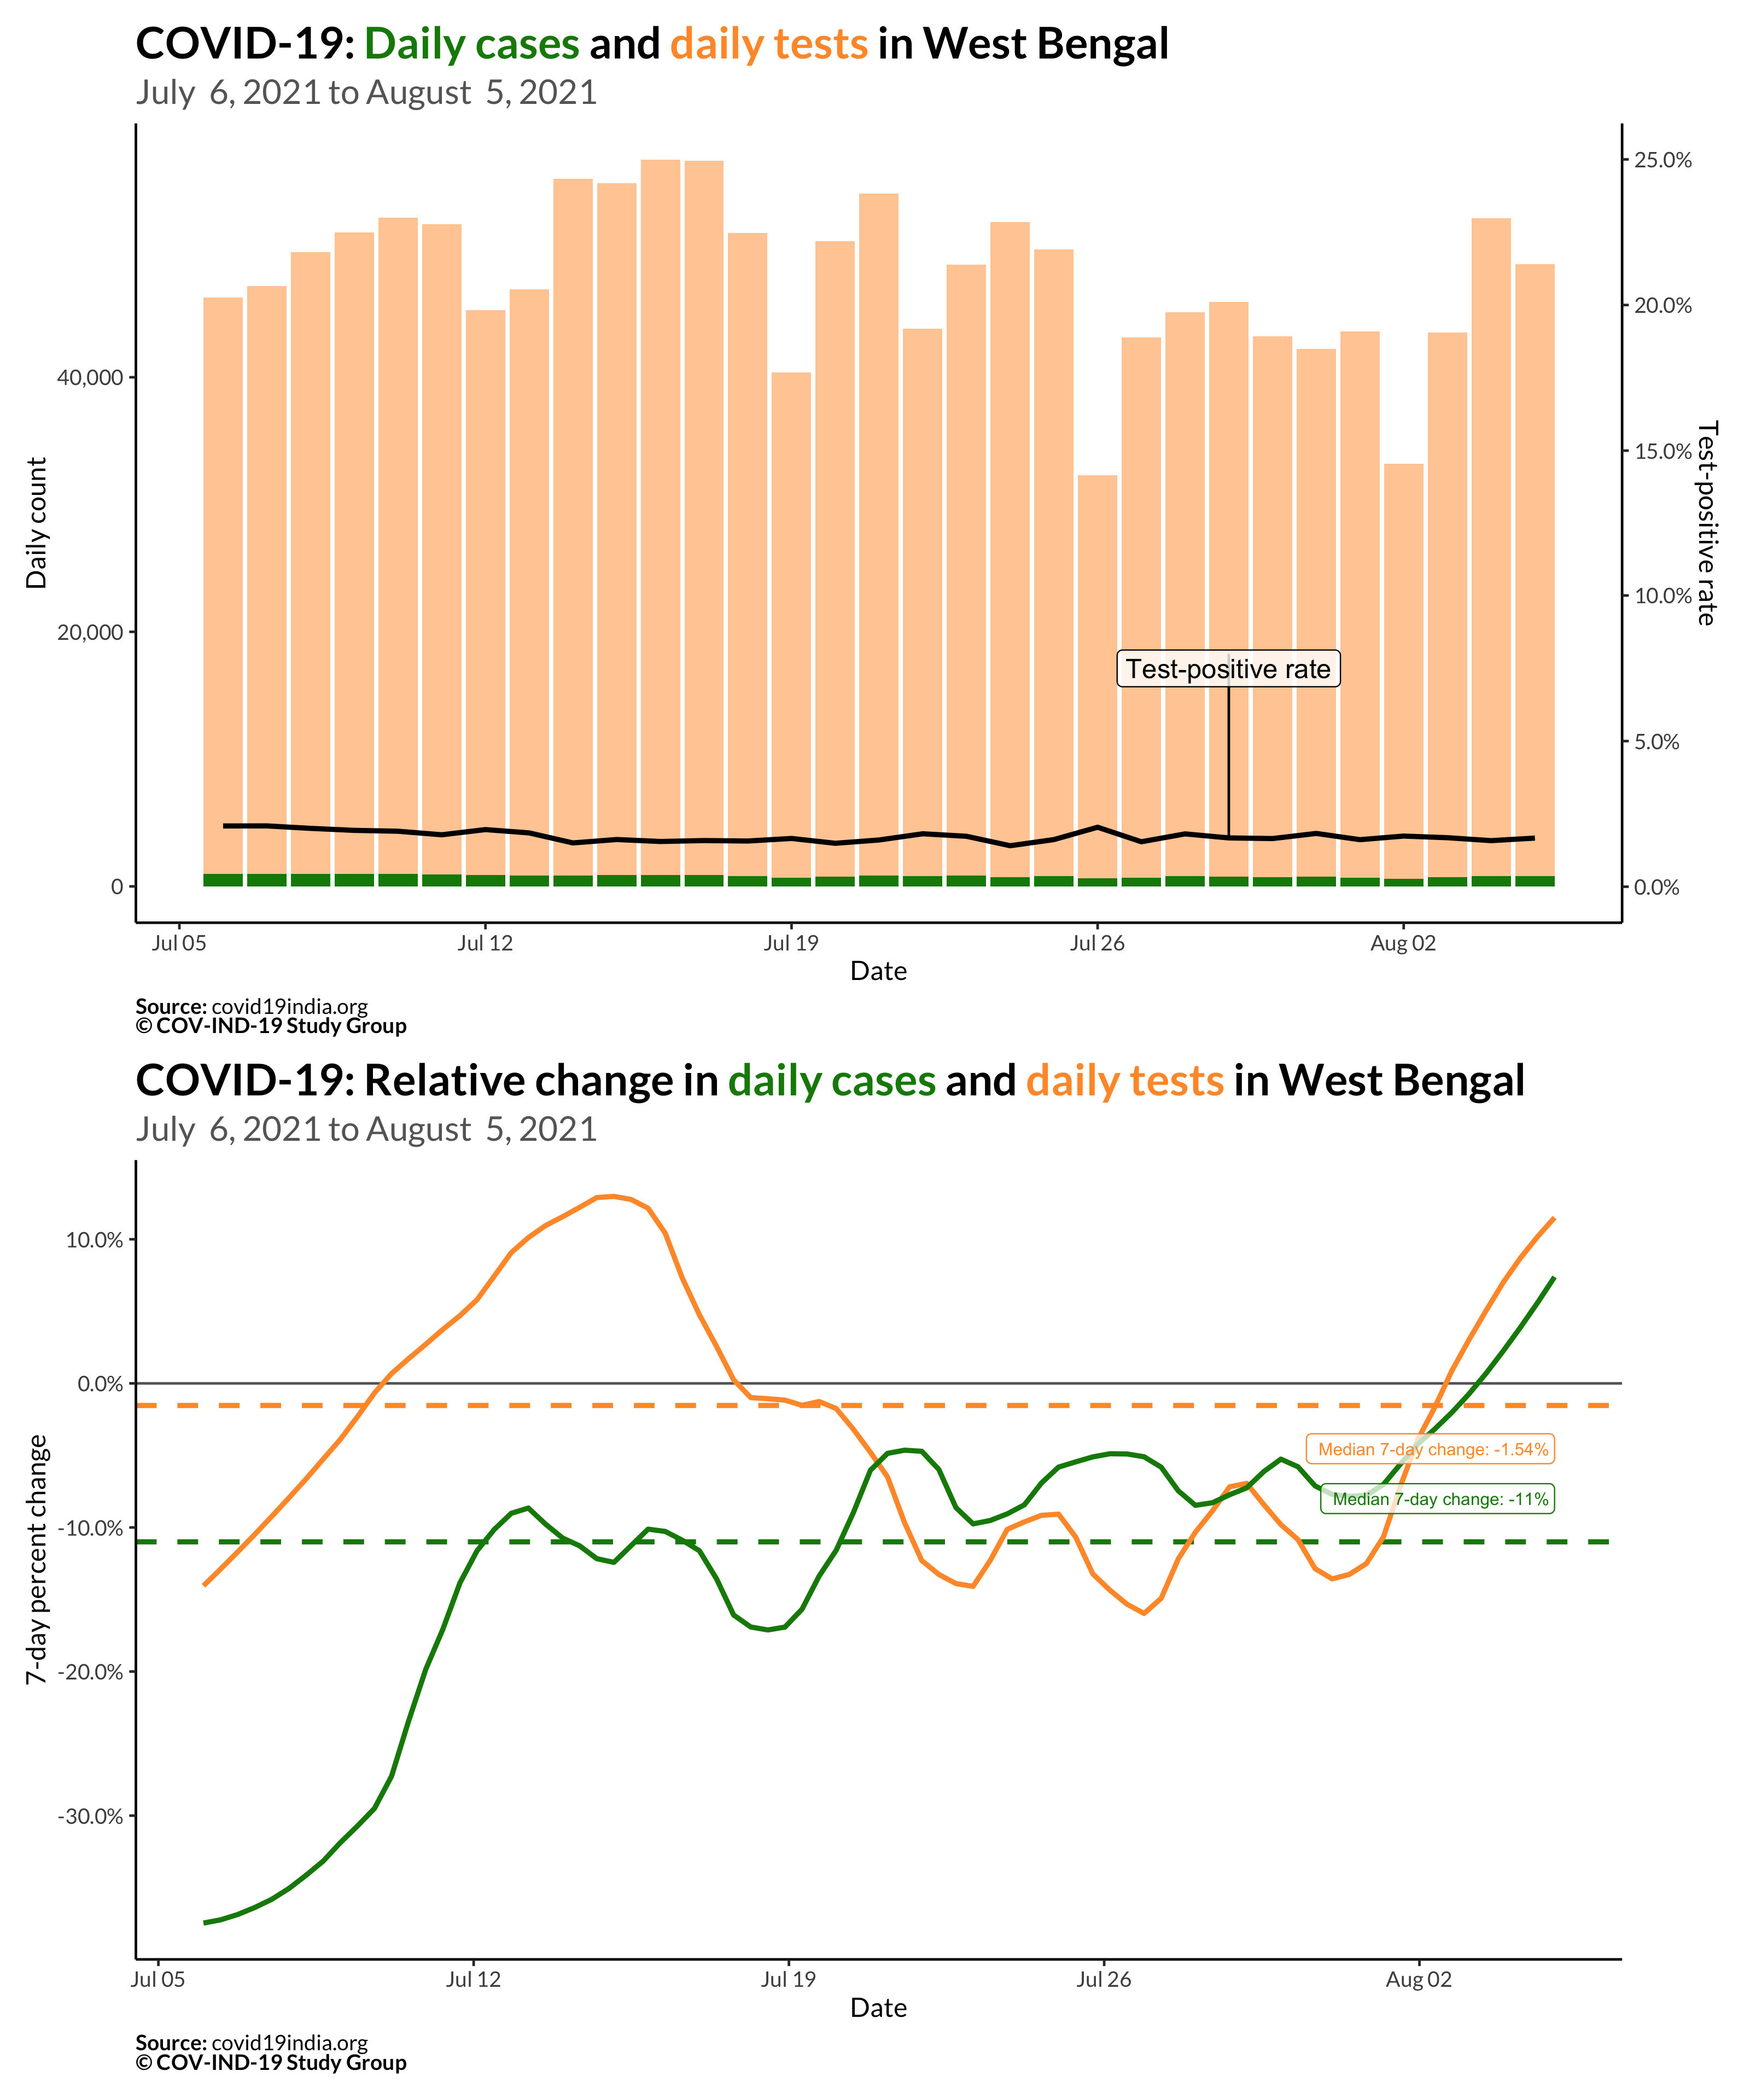 COVID-19: Daily cases and daily tests in West Bengal
July 6, 2021 to August 5, 2021
25.0%
20.0%
40,000
15.0%
Test-positive rate
Daily count
10.0%
20,000
Test-positive rate
5.0%
0
0.0%
Jul 05
Jul 12
Jul 19
Jul 26
Aug 02
Date
Source: covid19india.org
© COV-IND-19 Study Group
COVID-19: Relative change in daily cases and daily tests in West Bengal
July 6, 2021 to August 5, 2021
10.0%
0.0%
Median 7-day change: -1.54%
Median 7-day change: -11%
-10.0%
7-day percent change
-20.0%
-30.0%
Jul 05
Jul 12
Jul 19
Jul 26
Aug 02
Date
Source: covid19india.org
© COV-IND-19 Study Group